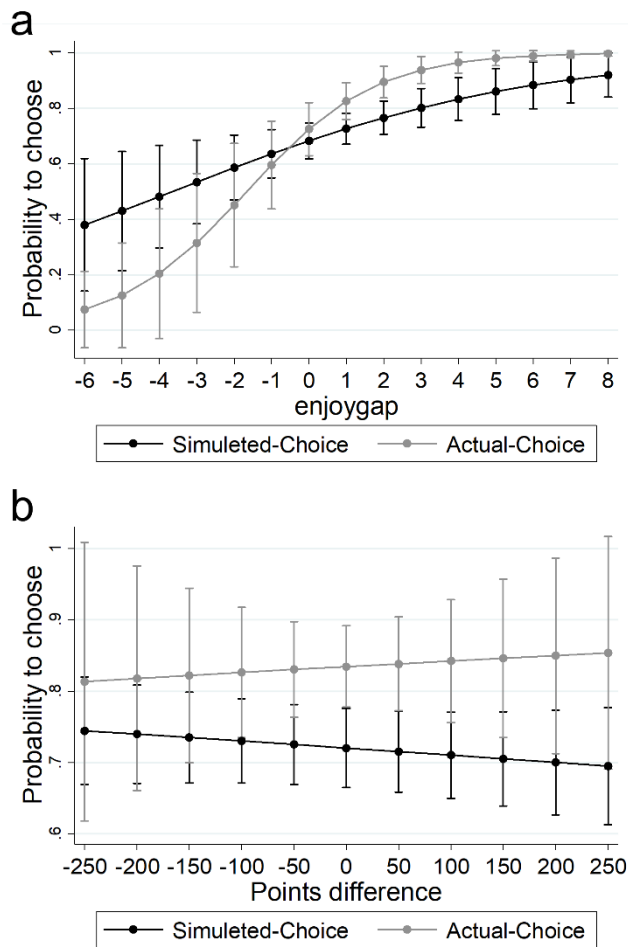 a
Probability to choose
1
.8
.6
.4
.2
0
-6 -5 -4 -3 -2 -1 0 1 2 3 4 5 6 7 8
enjoygap
Simuleted-Choice Actual-Choice
b
Probability to choose
1
.9
.8
.7
.6
-250 -200 -150 -100 -50 0 50 100 150 200 250
Points difference
Simuleted-Choice Actual-Choice